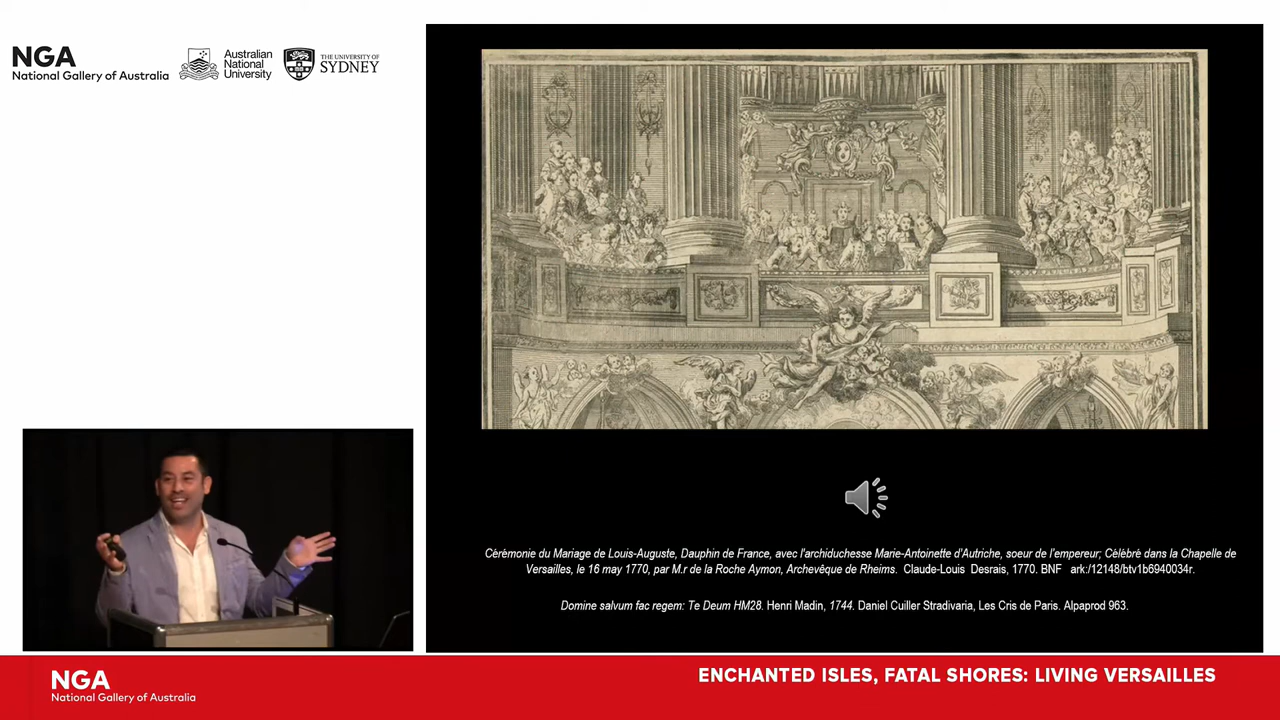 NGA
National Gallery of Australia
Australian
National
University
THE UNIVERSITY OF
SYDNEY
Cérémonie du Mariage de Louis-Auguste, Dauphin de France, avec l'archiduchesse Marie-Antoinette d'Autriche, soeur de l'empereur; Célébré dans la Chapelle de
Versailles, le 16 may 1770, par M.r de la Roche Aymon, Archevêque de Rheims. Claude-Louis Desrais, 1770. BNF ark:/12148/btv1b6940034r.
Domine salvum fac regem: Te Deum HM28. Henri Madin, 1744. Daniel Cuiller Stradivaria, Les Cris de Paris. Alpaprod 963.
NGA
National Gallery of Australia
ENCHANTED ISLES, FATAL SHORES: LIVING VERSAILLES